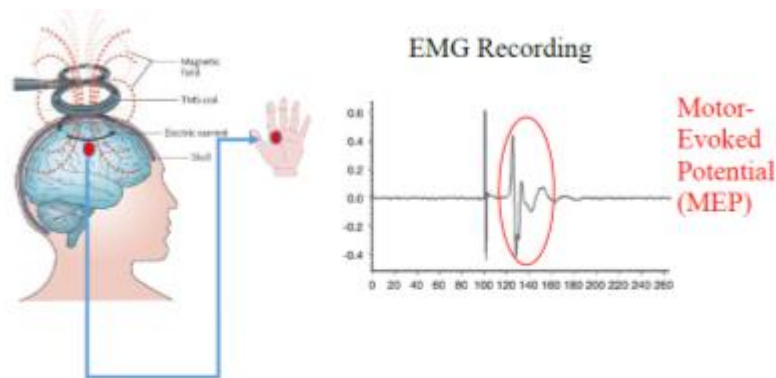 Magnetic
field
TMS coil
Electric current
Skull
EMG Recording
0.6
0.4
0.2
0.0
-0.2
-0.4
0 20 40 60 80 100 120 140 160 180 200 220 240 260
Motor-
Evoked
Potential
(MEP)